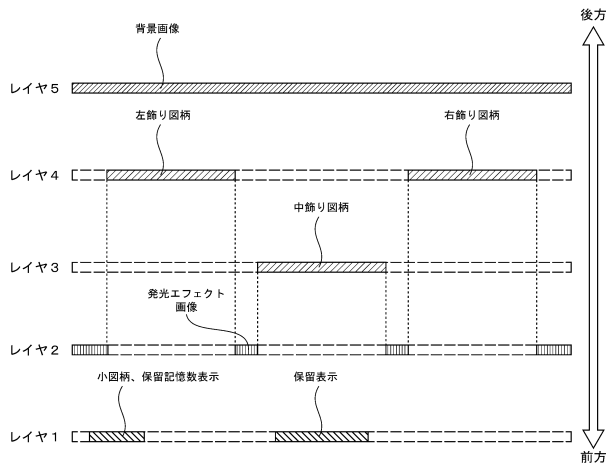 後方
背景画像
レイヤ5
左飾り図柄
右飾り図柄
レイヤ4
中飾り図柄
レイヤ3
発光エフェクト
画像
レイヤ2
小図柄、保留記憶数表示
保留表示
レイヤ1
前方